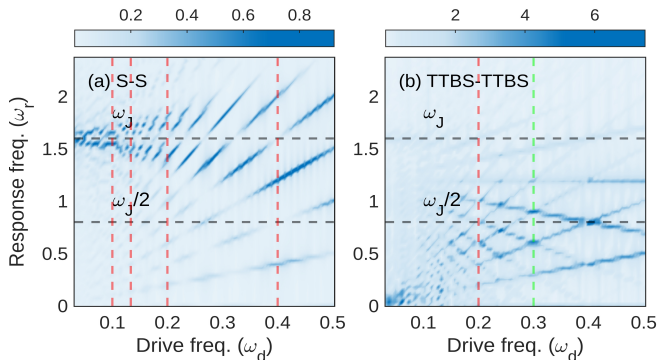 0.2 0.4 0.6 0.8
2 4 6
(a) S-S
(b) TTBS-TTBS
ω_J
ω_J
ω_J/2
ω_J/2
Response freq. (ω_r)
2
1.5
1
0.5
0
2
1.5
1
0.5
0
0.1 0.2 0.3 0.4 0.5
0.1 0.2 0.3 0.4 0.5
Drive freq. (ω_d)
Drive freq. (ω_d)